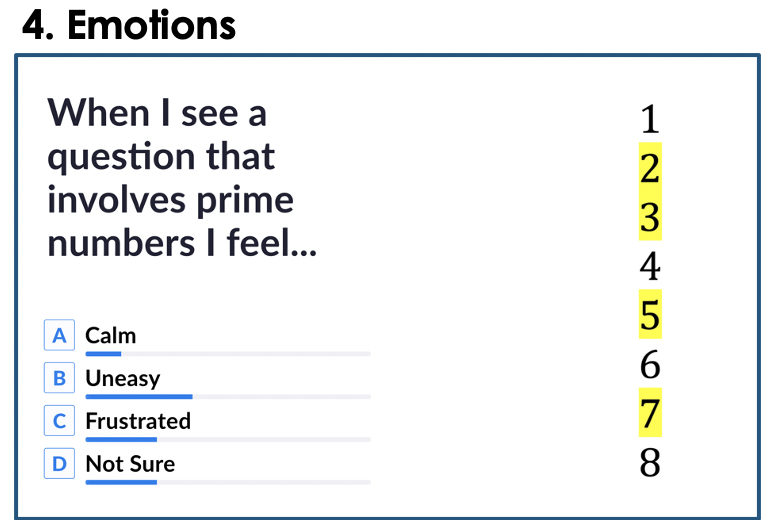 4. Emotions
When I see a
question that
involves prime
numbers I feel...
A Calm
B Uneasy
C Frustrated
D Not Sure
1
2
3
4
5
6
7
8